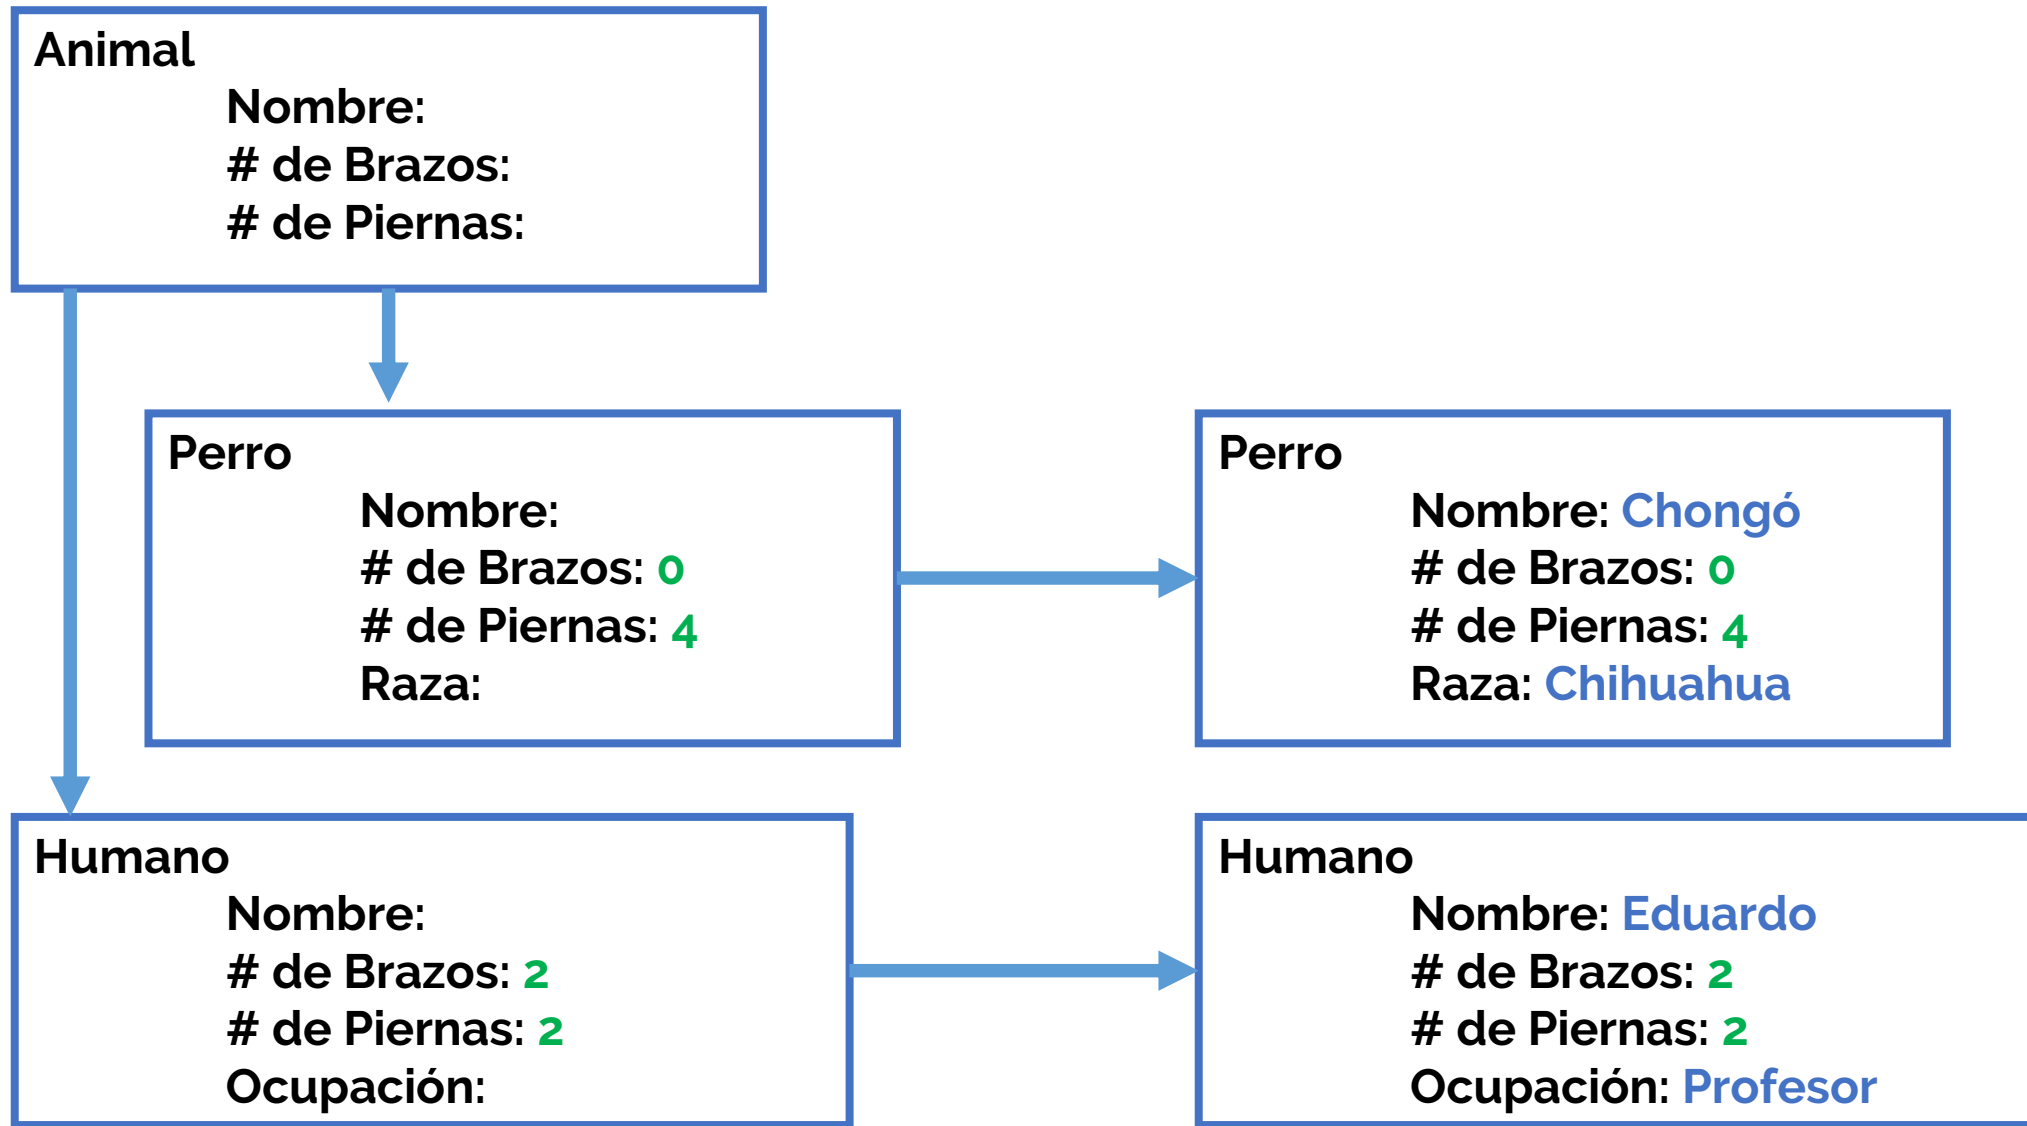 Animal
Nombre:
# de Brazos:
# de Piernas:
Perro
Nombre:
# de Brazos: 0
# de Piernas: 4
Raza:
Perro
Nombre: Chongó
# de Brazos: 0
# de Piernas: 4
Raza: Chihuahua
Humano
Nombre:
# de Brazos: 2
# de Piernas: 2
Ocupación:
Humano
Nombre: Eduardo
# de Brazos: 2
# de Piernas: 2
Ocupación: Profesor